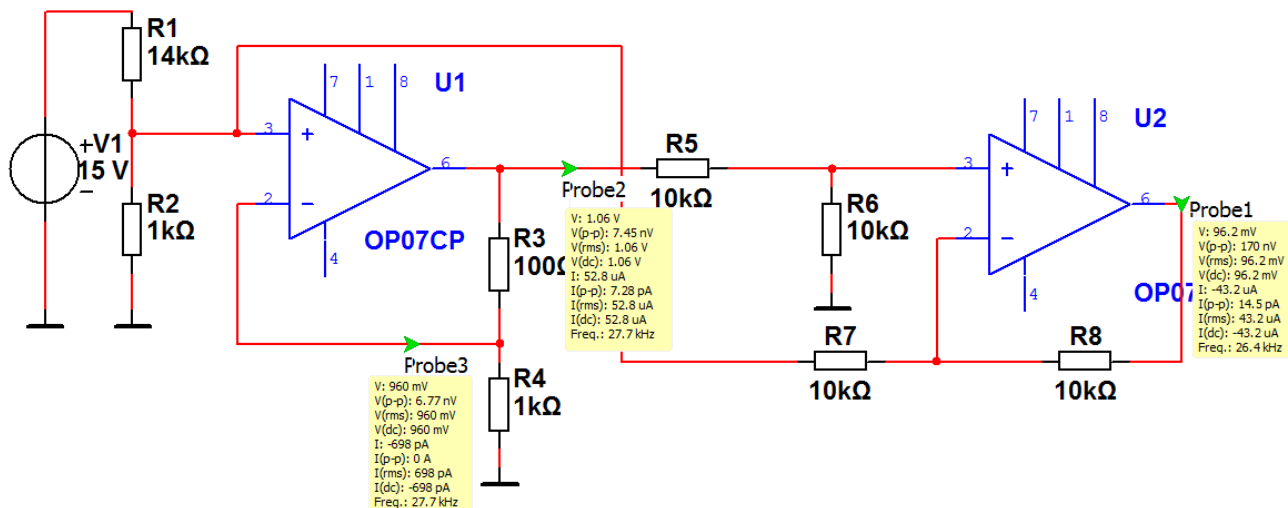 R1
14kΩ
+V1
15 V
−
R2
1kΩ
7
1
8
U1
3
+
2
−
6
4
OP07CP
R3
100Ω
R4
1kΩ
Probe3
V: 960 mV
V(p-p): 6.77 nV
V(rms): 960 mV
V(dc): 960 mV
I: -698 pA
I(p-p): 0 A
I(rms): 698 pA
I(dc): -698 pA
Freq.: 27.7 kHz
Probe2
V: 1.06 V
V(p-p): 7.45 nV
V(rms): 1.06 V
V(dc): 1.06 V
I: 52.8 uA
I(p-p): 7.28 pA
I(rms): 52.8 uA
I(dc): 52.8 uA
Freq.: 27.7 kHz
R5
10kΩ
R6
10kΩ
R7
10kΩ
R8
10kΩ
7
1
8
U2
3
+
2
−
6
4
OP07
Probe1
V: 96.2 mV
V(p-p): 170 nV
V(rms): 96.2 mV
V(dc): 96.2 mV
I: -43.2 uA
I(p-p): 14.5 pA
I(rms): 43.2 uA
I(dc): -43.2 uA
Freq.: 26.4 kHz